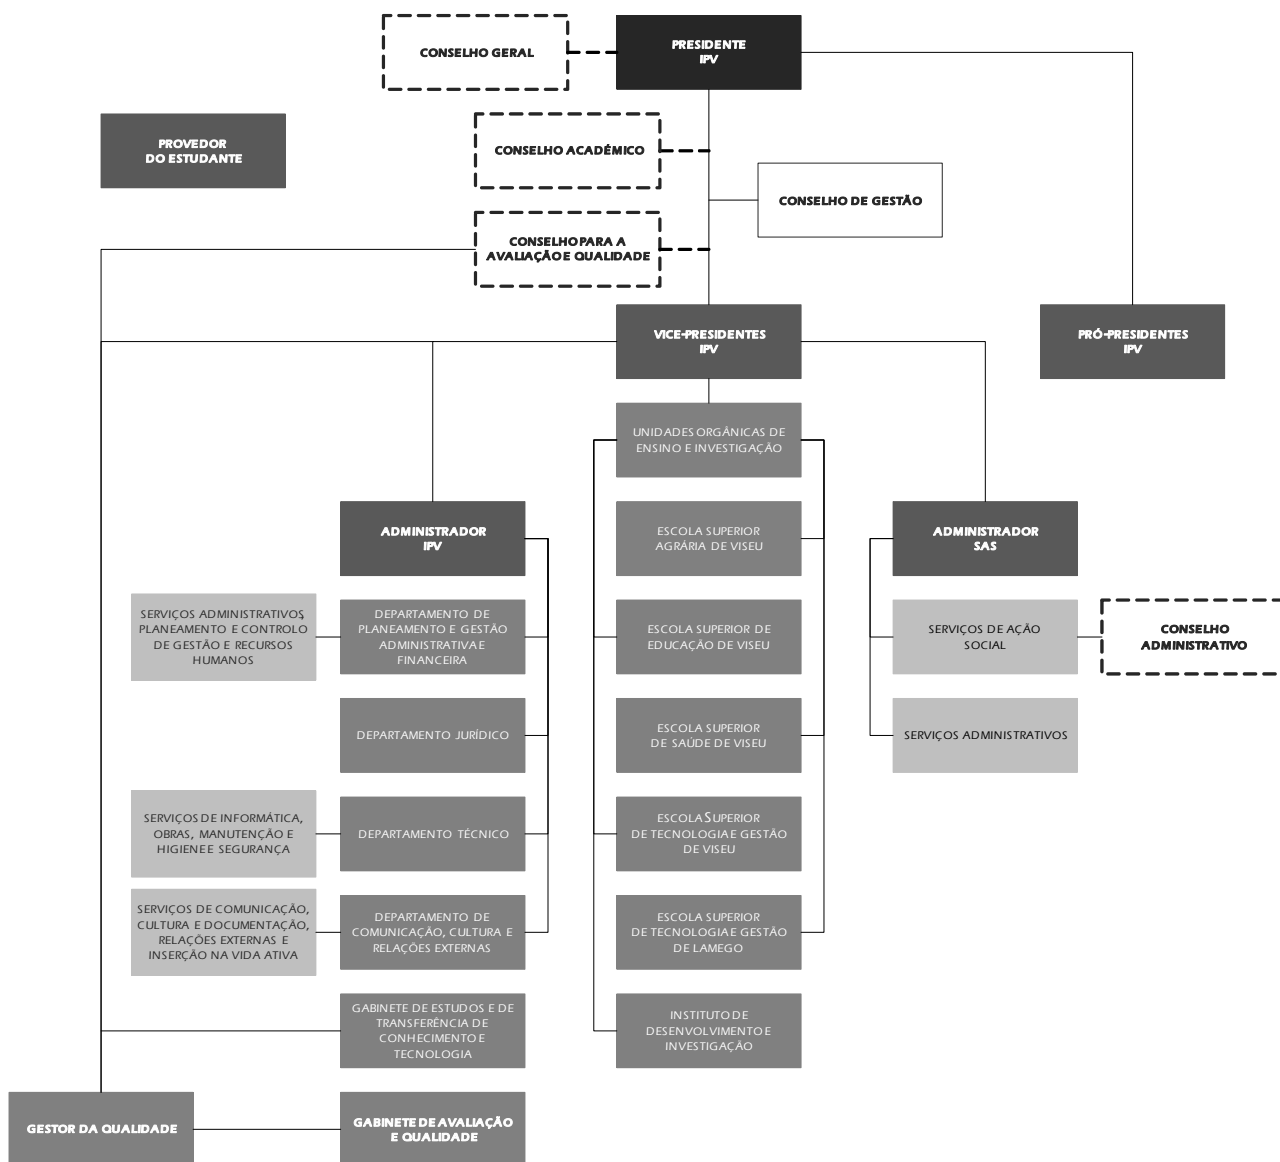 CONSELHO GERAL
PRESIDENTE
IPV
PROVEDOR
DO ESTUDANTE
CONSELHO ACADÉMICO
CONSELHO DE GESTÃO
CONSELHO PARA A
AVALIAÇÃO E QUALIDADE
VICE-PRESIDENTES
IPV
PRÓ-PRESIDENTES
IPV
UNIDADES ORGÂNICAS DE
ENSINO E INVESTIGAÇÃO
ADMINISTRADOR
IPV
ESCOLA SUPERIOR
AGRÁRIA DE VISEU
ADMINISTRADOR
SAS
SERVIÇOS ADMINISTRATIVOS,
PLANEAMENTO E CONTROLO
DE GESTÃO E RECURSOS
HUMANOS
DEPARTAMENTO DE
PLANEAMENTO E GESTÃO
ADMINISTRATIVA E
FINANCEIRA
ESCOLA SUPERIOR DE
EDUCAÇÃO DE VISEU
SERVIÇOS DE AÇÃO
SOCIAL
CONSELHO
ADMINISTRATIVO
DEPARTAMENTO JURÍDICO
ESCOLA SUPERIOR
DE SAÚDE DE VISEU
SERVIÇOS ADMINISTRATIVOS
SERVIÇOS DE INFORMÁTICA,
OBRAS, MANUTENÇÃO E
HIGIENE E SEGURANÇA
DEPARTAMENTO TÉCNICO
ESCOLA SUPERIOR
DE TECNOLOGIA E GESTÃO
DE VISEU
SERVIÇOS DE COMUNICAÇÃO,
CULTURA E DOCUMENTAÇÃO,
RELAÇÕES EXTERNAS E
INSERÇÃO NA VIDA ATIVA
DEPARTAMENTO DE
COMUNICAÇÃO, CULTURA E
RELAÇÕES EXTERNAS
ESCOLA SUPERIOR
DE TECNOLOGIA E GESTÃO
DE LAMEGO
GABINETE DE ESTUDOS E DE
TRANSFERÊNCIA DE
CONHECIMENTO E
TECNOLOGIA
INSTITUTO DE
DESENVOLVIMENTO E
INVESTIGAÇÃO
GESTOR DA QUALIDADE
GABINETE DE AVALIAÇÃO
E QUALIDADE